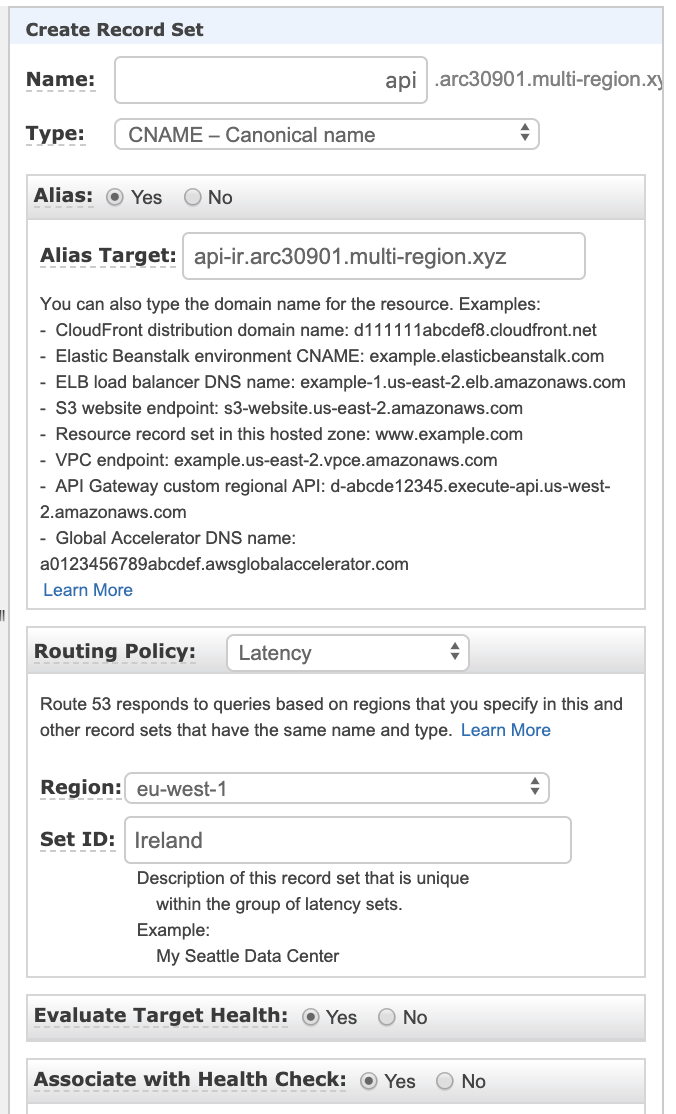 Create Record Set
Name: api .arc30901.multi-region.xy
Type: CNAME – Canonical name
Alias: Yes No
Alias Target: api-ir.arc30901.multi-region.xyz
You can also type the domain name for the resource. Examples:
- CloudFront distribution domain name: d111111abcdef8.cloudfront.net
- Elastic Beanstalk environment CNAME: example.elasticbeanstalk.com
- ELB load balancer DNS name: example-1.us-east-2.elb.amazonaws.com
- S3 website endpoint: s3-website.us-east-2.amazonaws.com
- Resource record set in this hosted zone: www.example.com
- VPC endpoint: example.us-east-2.vpce.amazonaws.com
- API Gateway custom regional API: d-abcde12345.execute-api.us-west-
2.amazonaws.com
- Global Accelerator DNS name:
a0123456789abcdef.awsglobalaccelerator.com
Learn More
Routing Policy: Latency
Route 53 responds to queries based on regions that you specify in this and
other record sets that have the same name and type. Learn More
Region: eu-west-1
Set ID: Ireland
Description of this record set that is unique
within the group of latency sets.
Example:
My Seattle Data Center
Evaluate Target Health: Yes No
Associate with Health Check: Yes No